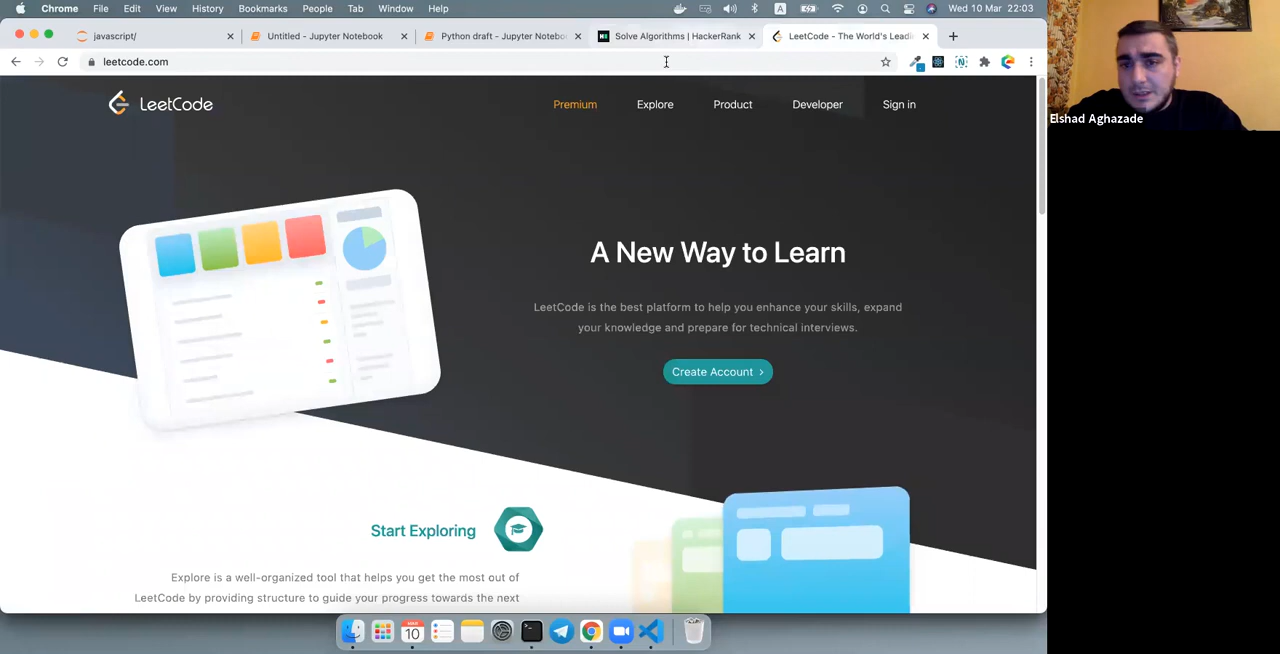 Chrome File Edit View History Bookmarks People Tab Window Help A Wed 10 Mar 22:03
javascript/ Untitled - Jupyter Notebook Python draft - Jupyter Notebo Solve Algorithms | HackerRank LeetCode - The World's Leadi
leetcode.com
LeetCode Premium Explore Product Developer Sign in
Elshad Aghazade
A New Way to Learn
LeetCode is the best platform to help you enhance your skills, expand
your knowledge and prepare for technical interviews.
Create Account >
Start Exploring
Explore is a well-organized tool that helps you get the most out of
LeetCode by providing structure to guide your progress towards the next
10